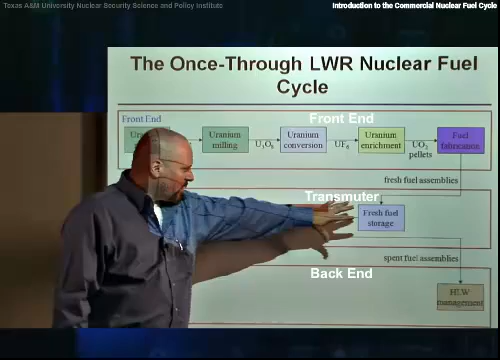 Texas A&M University Nuclear Security Science and Policy Institute
Introduction to the Commercial Nuclear Fuel Cycle
The Once-Through LWR Nuclear Fuel
Cycle
Front End
Front End
Uranium
milling
U₃O₈
Uranium
conversion
UF₆
Uranium
enrichment
UO₂
pellets
Fuel
fabrication
fresh fuel assemblies
Transmuter
Fresh fuel
storage
spent fuel assemblies
Back End
HLW
management